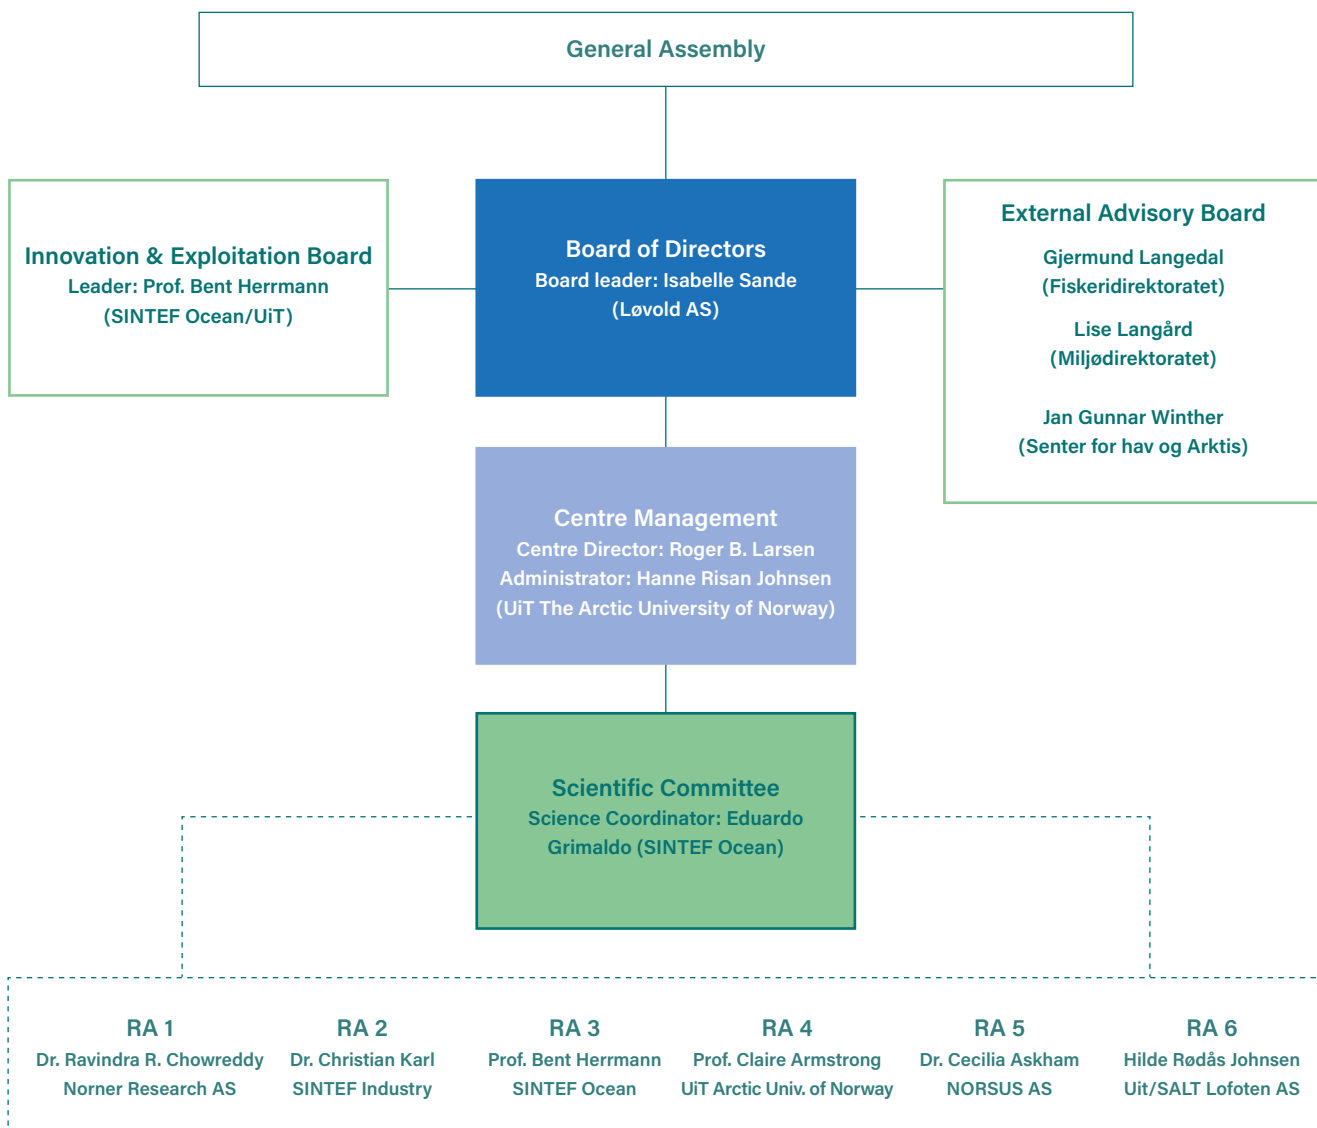 General Assembly
Innovation & Exploitation Board
Leader: Prof. Bent Herrmann
(SINTEF Ocean/UiT)
Board of Directors
Board leader: Isabelle Sande
(Løvold AS)
External Advisory Board
Gjermund Langedal
(Fiskeridirektoratet)
Lise Langård
(Miljødirektoratet)
Jan Gunnar Winther
(Senter for hav og Arktis)
Centre Management
Centre Director: Roger B. Larsen
Administrator: Hanne Risan Johnsen
(UiT The Arctic University of Norway)
Scientific Committee
Science Coordinator: Eduardo
Grimaldo (SINTEF Ocean)
RA 1
Dr. Ravindra R. Chowreddy
Norner Research AS
RA 2
Dr. Christian Karl
SINTEF Industry
RA 3
Prof. Bent Herrmann
SINTEF Ocean
RA 4
Prof. Claire Armstrong
UiT Arctic Univ. of Norway
RA 5
Dr. Cecilia Askham
NORSUS AS
RA 6
Hilde Rødås Johnsen
Uit/SALT Lofoten AS